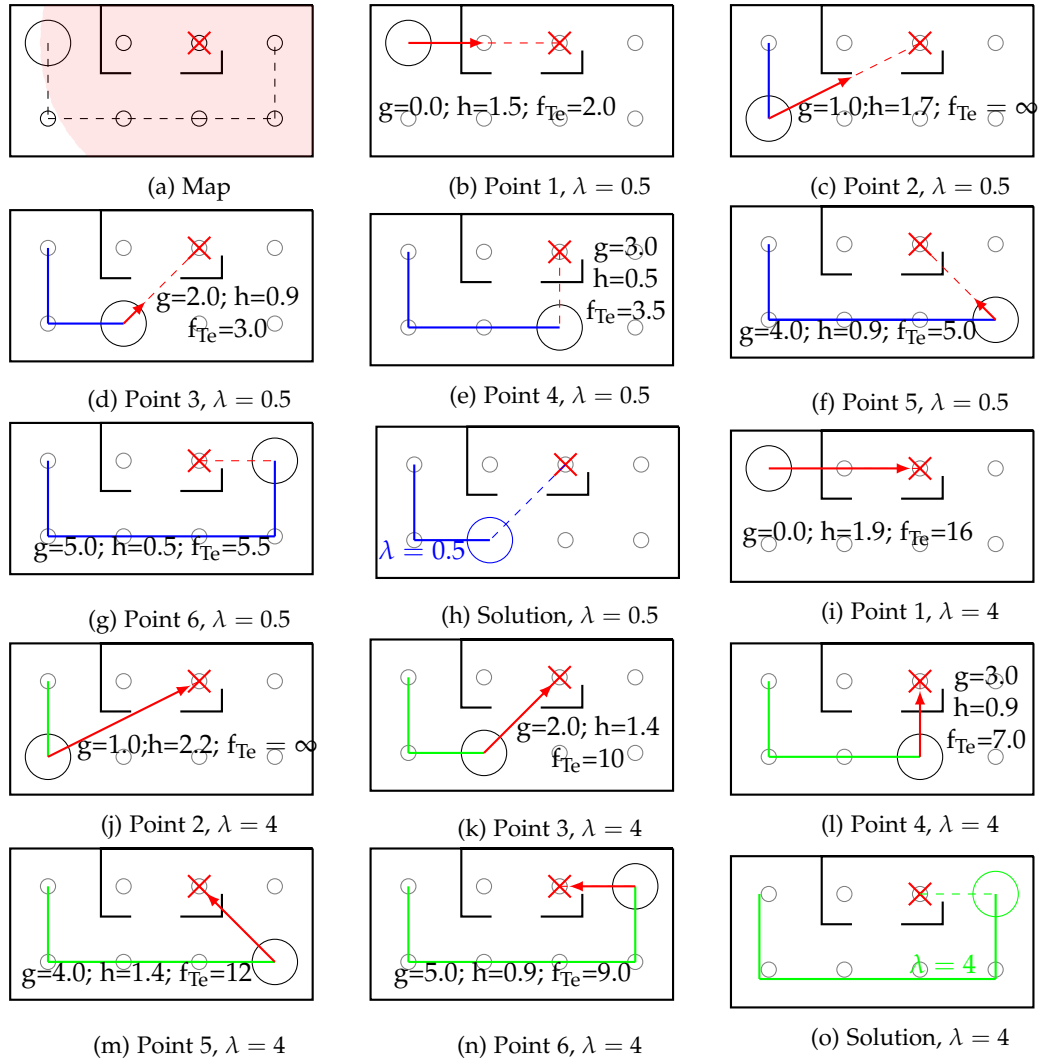 g=0.0; h=1.5; f_Te=2.0
g=1.0;h=1.7; f_Te = ∞
(a) Map
(b) Point 1, λ = 0.5
(c) Point 2, λ = 0.5
g=2.0; h=0.9
f_Te=3.0
g=3.0
h=0.5
f_Te=3.5
g=4.0; h=0.9; f_Te=5.0
(d) Point 3, λ = 0.5
(e) Point 4, λ = 0.5
(f) Point 5, λ = 0.5
g=5.0; h=0.5; f_Te=5.5
λ = 0.5
g=0.0; h=1.9; f_Te=16
(g) Point 6, λ = 0.5
(h) Solution, λ = 0.5
(i) Point 1, λ = 4
g=1.0;h=2.2; f_Te = ∞
g=2.0; h=1.4
f_Te=10
g=3.0
h=0.9
f_Te=7.0
(j) Point 2, λ = 4
(k) Point 3, λ = 4
(l) Point 4, λ = 4
g=4.0; h=1.4; f_Te=12
g=5.0; h=0.9; f_Te=9.0
λ = 4
(m) Point 5, λ = 4
(n) Point 6, λ = 4
(o) Solution, λ = 4